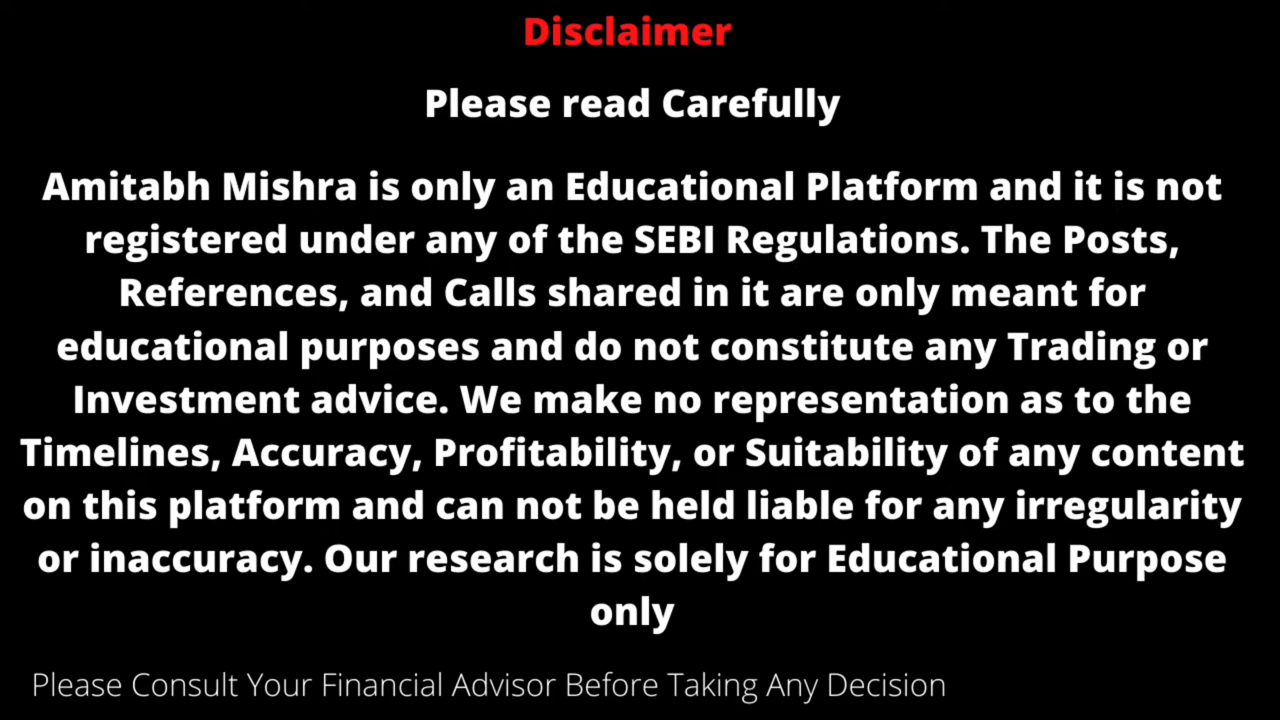 Disclaimer
Please read Carefully
Amitabh Mishra is only an Educational Platform and it is not
registered under any of the SEBI Regulations. The Posts,
References, and Calls shared in it are only meant for
educational purposes and do not constitute any Trading or
Investment advice. We make no representation as to the
Timelines, Accuracy, Profitability, or Suitability of any content
on this platform and can not be held liable for any irregularity
or inaccuracy. Our research is solely for Educational Purpose
only
Please Consult Your Financial Advisor Before Taking Any Decision